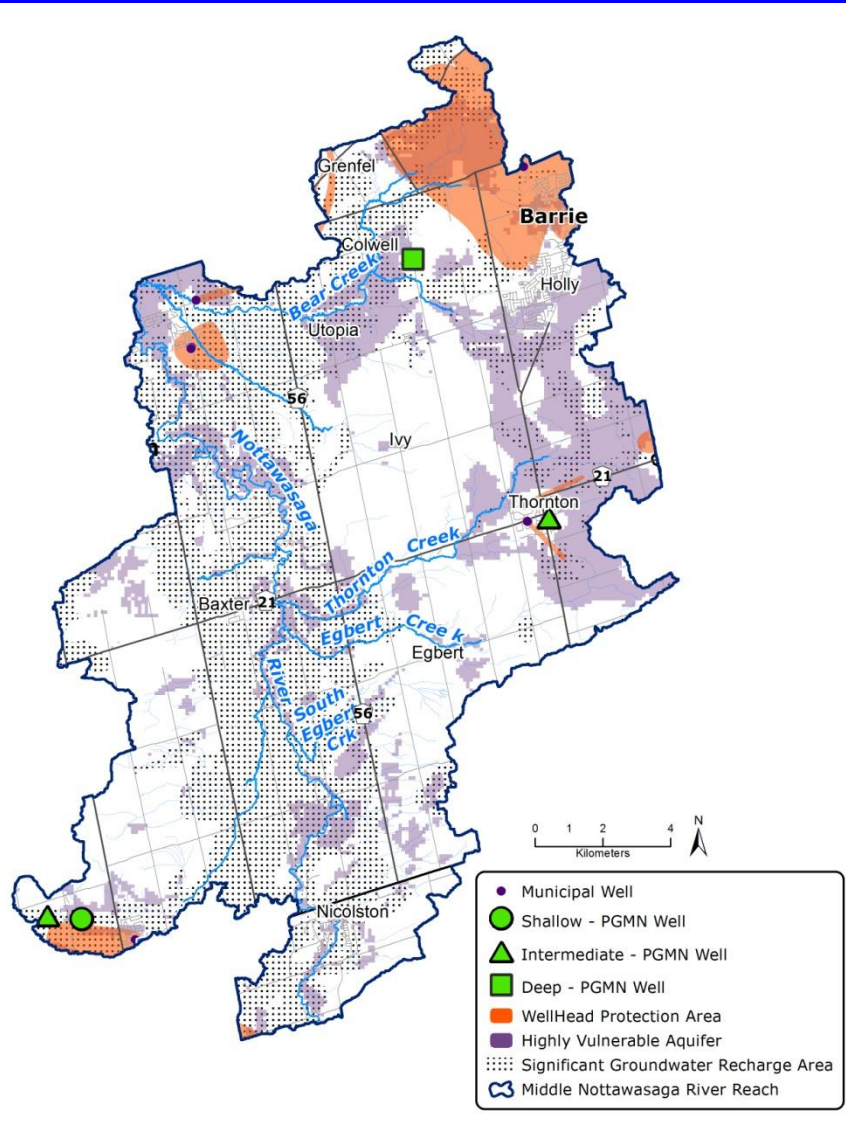 Grenfel
Barrie
Colwell
Holly
Bear Creek
Utopia
56
Ivy
Nottawasaga
21
Thornton
Thornton Creek
Baxter
21
Egbert Cree k
Egbert
River
South
Egbert
Crk
56
N
0 1 2 4
Kilometers
Nicolston
Municipal Well
Shallow - PGMN Well
Intermediate - PGMN Well
Deep - PGMN Well
WellHead Protection Area
Highly Vulnerable Aquifer
Significant Groundwater Recharge Area
Middle Nottawasaga River Reach